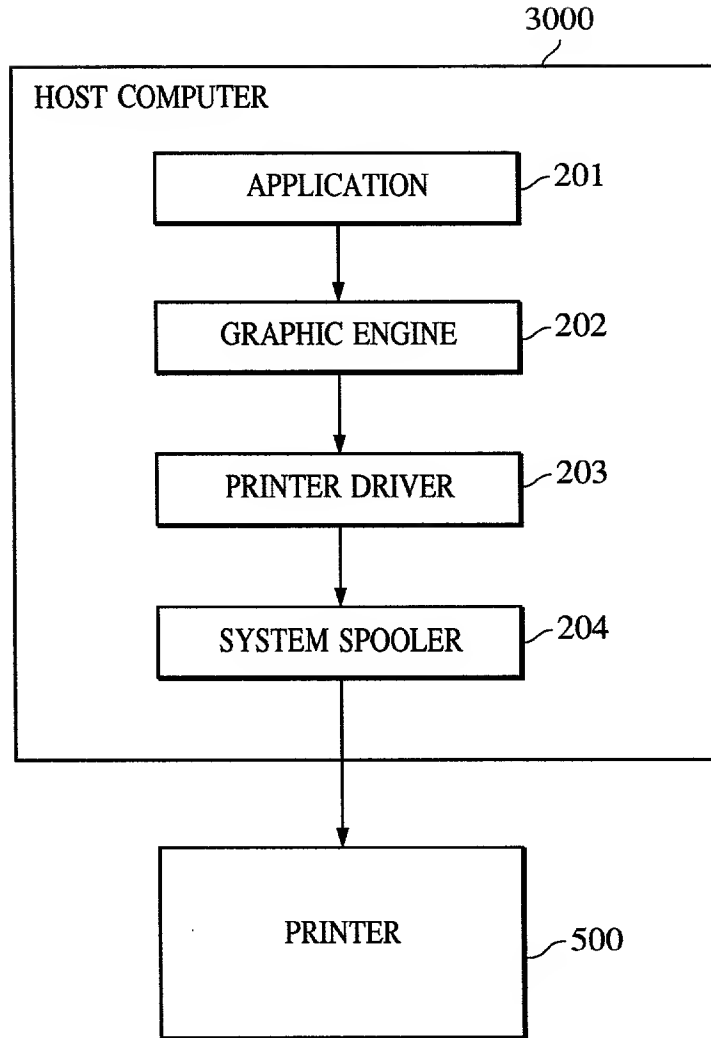 3000
HOST COMPUTER
APPLICATION
201
GRAPHIC ENGINE
202
PRINTER DRIVER
203
SYSTEM SPOOLER
204
PRINTER
500